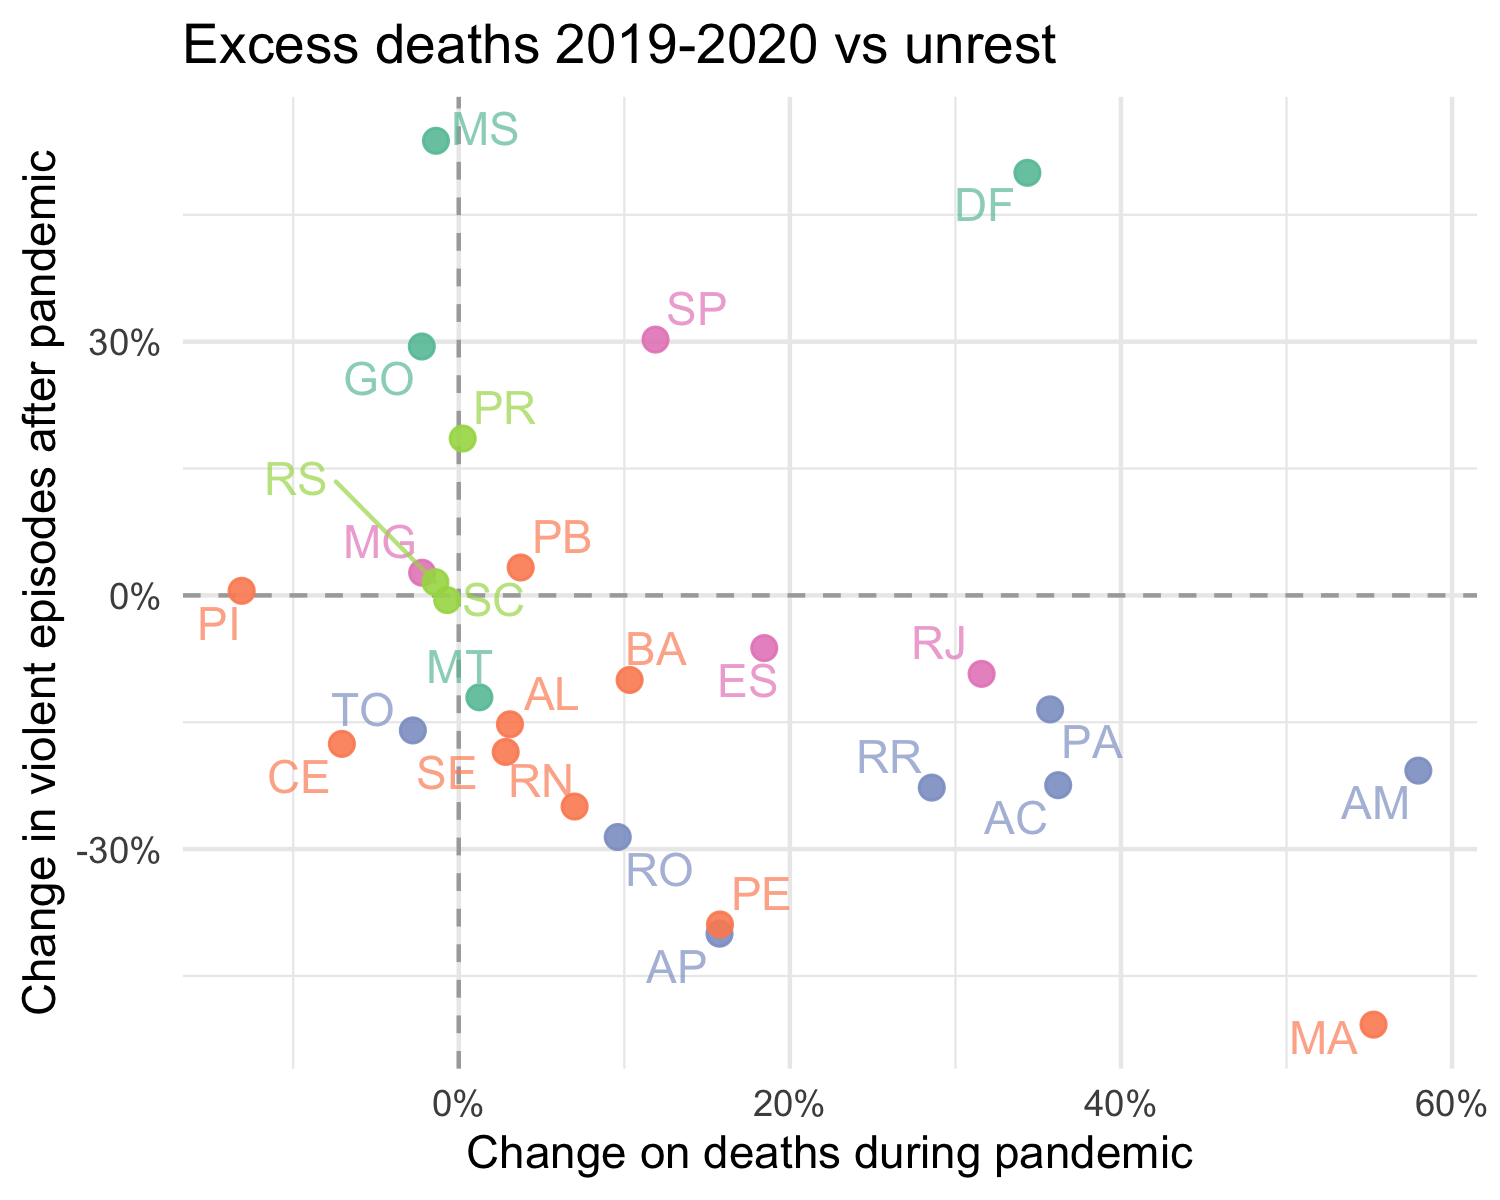 Excess deaths 2019-2020 vs unrest
Change in violent episodes after pandemic
30%
0%
-30%
MS
DF
SP
GO
PR
RS
MG
PB
SC
PI
BA
RJ
ES
MT
AL
TO
PA
RR
CE
SE
RN
AM
AC
RO
PE
AP
MA
0%
20%
40%
60%
Change on deaths during pandemic